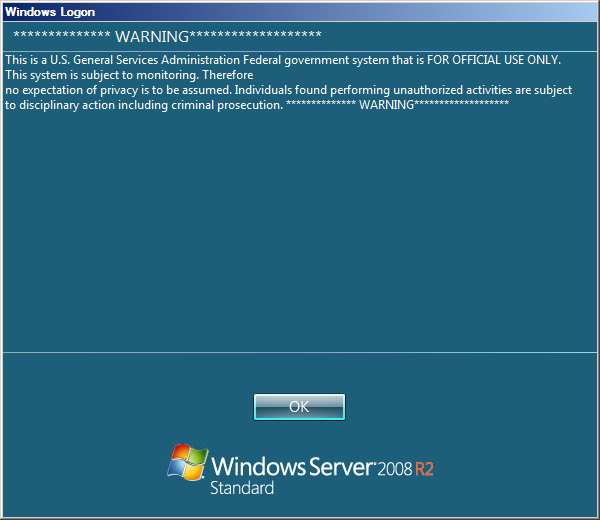 Windows Logon
************** WARNING*******************
This is a U.S. General Services Administration Federal government system that is FOR OFFICIAL USE ONLY.
This system is subject to monitoring. Therefore
no expectation of privacy is to be assumed. Individuals found performing unauthorized activities are subject
to disciplinary action including criminal prosecution. ************** WARNING*******************
OK
Windows Server 2008 R2
Standard